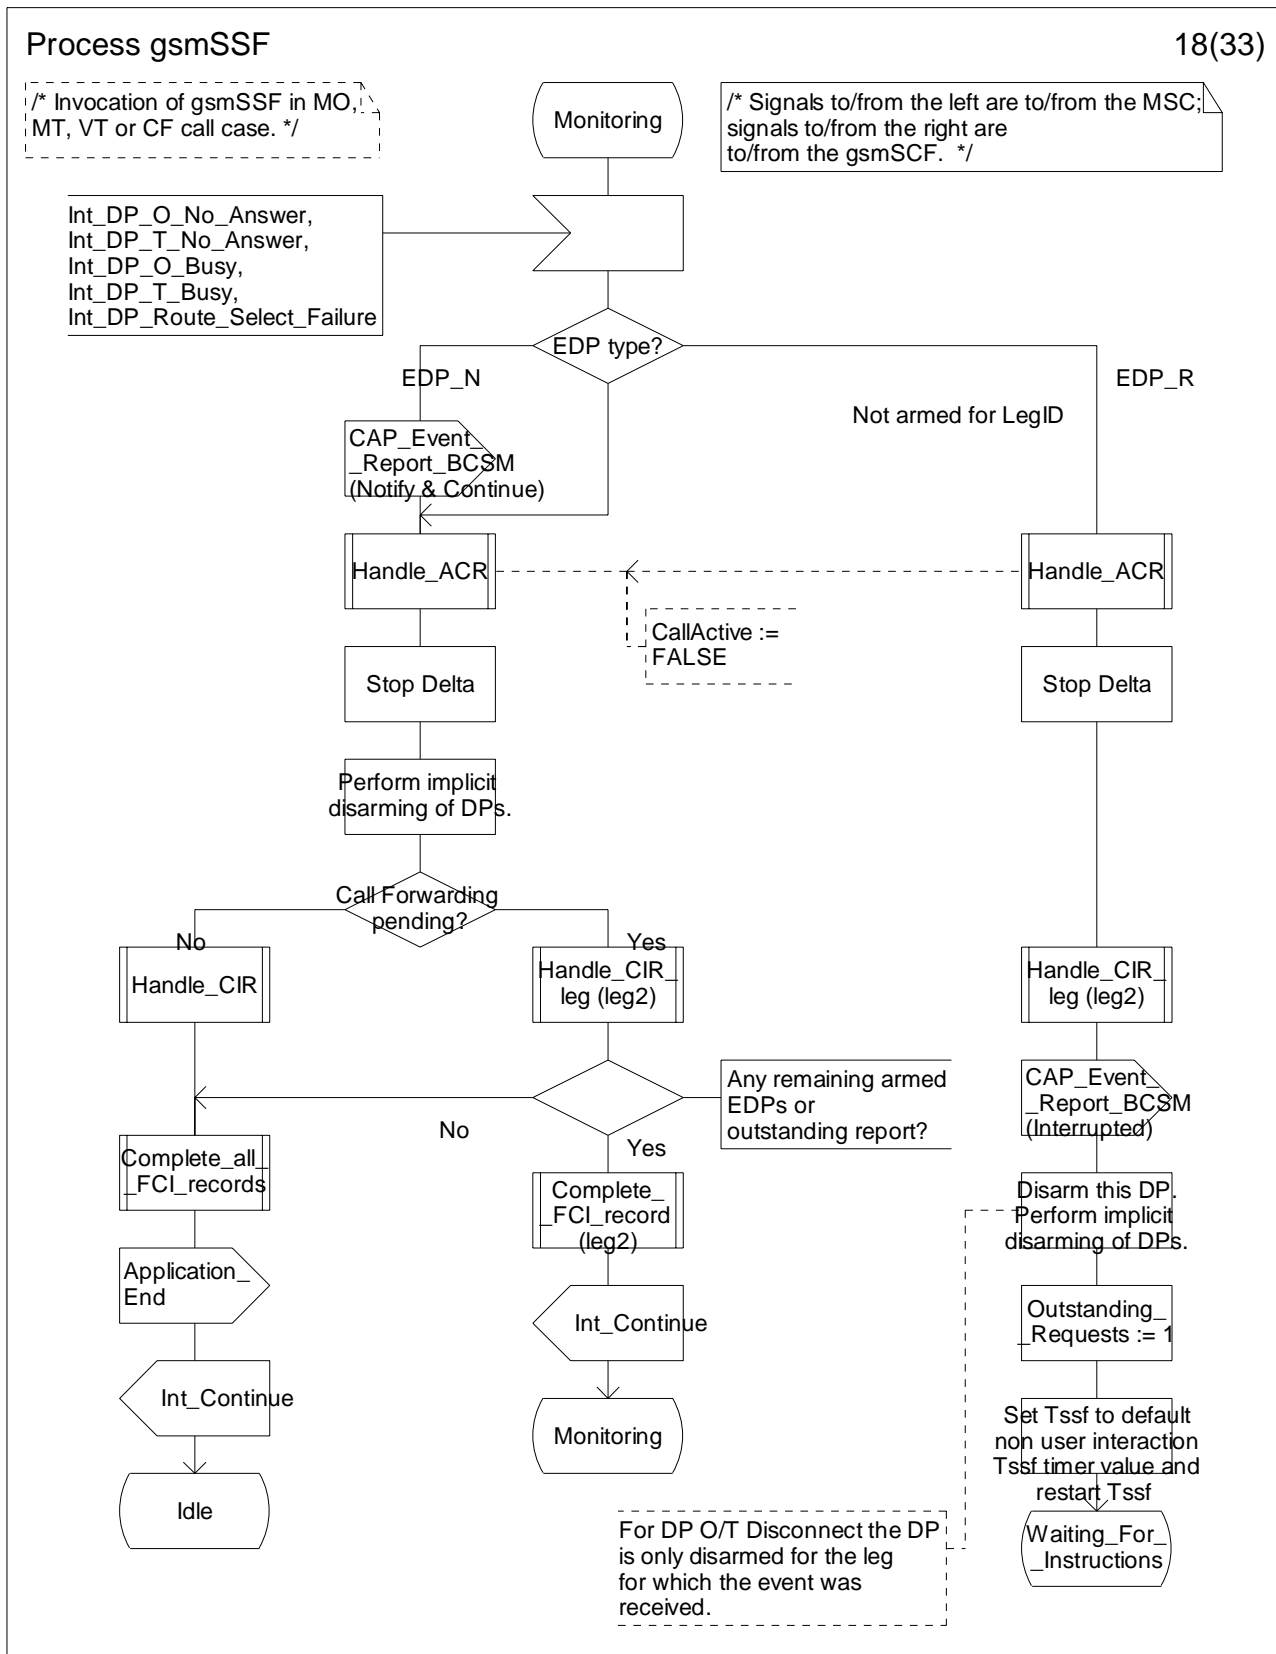 Process gsmSSF
18(33)
/* Invocation of gsmSSF in MO,
MT, VT or CF call case. */
Monitoring
/* Signals to/from the left are to/from the MSC;
signals to/from the right are
to/from the gsmSCF.  */
Int_DP_O_No_Answer,
Int_DP_T_No_Answer,
Int_DP_O_Busy,
Int_DP_T_Busy,
Int_DP_Route_Select_Failure
EDP type?
EDP_N
EDP_R
Not armed for LegID
CAP_Event_
_Report_BCSM
(Notify & Continue)
Handle_ACR
Handle_ACR
CallActive :=
FALSE
Stop Delta
Stop Delta
Perform implicit
disarming of DPs.
Call Forwarding
pending?
No
Yes
Handle_CIR
Handle_CIR_
leg (leg2)
Handle_CIR_
leg (leg2)
Any remaining armed
EDPs or
outstanding report?
No
Yes
CAP_Event_
_Report_BCSM
(Interrupted)
Complete_all_
_FCI_records
Complete_
_FCI_record
(leg2)
Disarm this DP.
Perform implicit
disarming of DPs.
Application_
End
Int_Continue
Outstanding_
_Requests := 1
Int_Continue
Monitoring
Set Tssf to default
non user interaction
Tssf timer value and
restart Tssf
Idle
For DP O/T Disconnect the DP
is only disarmed for the leg
for which the event was
received.
Waiting_For_
_Instructions